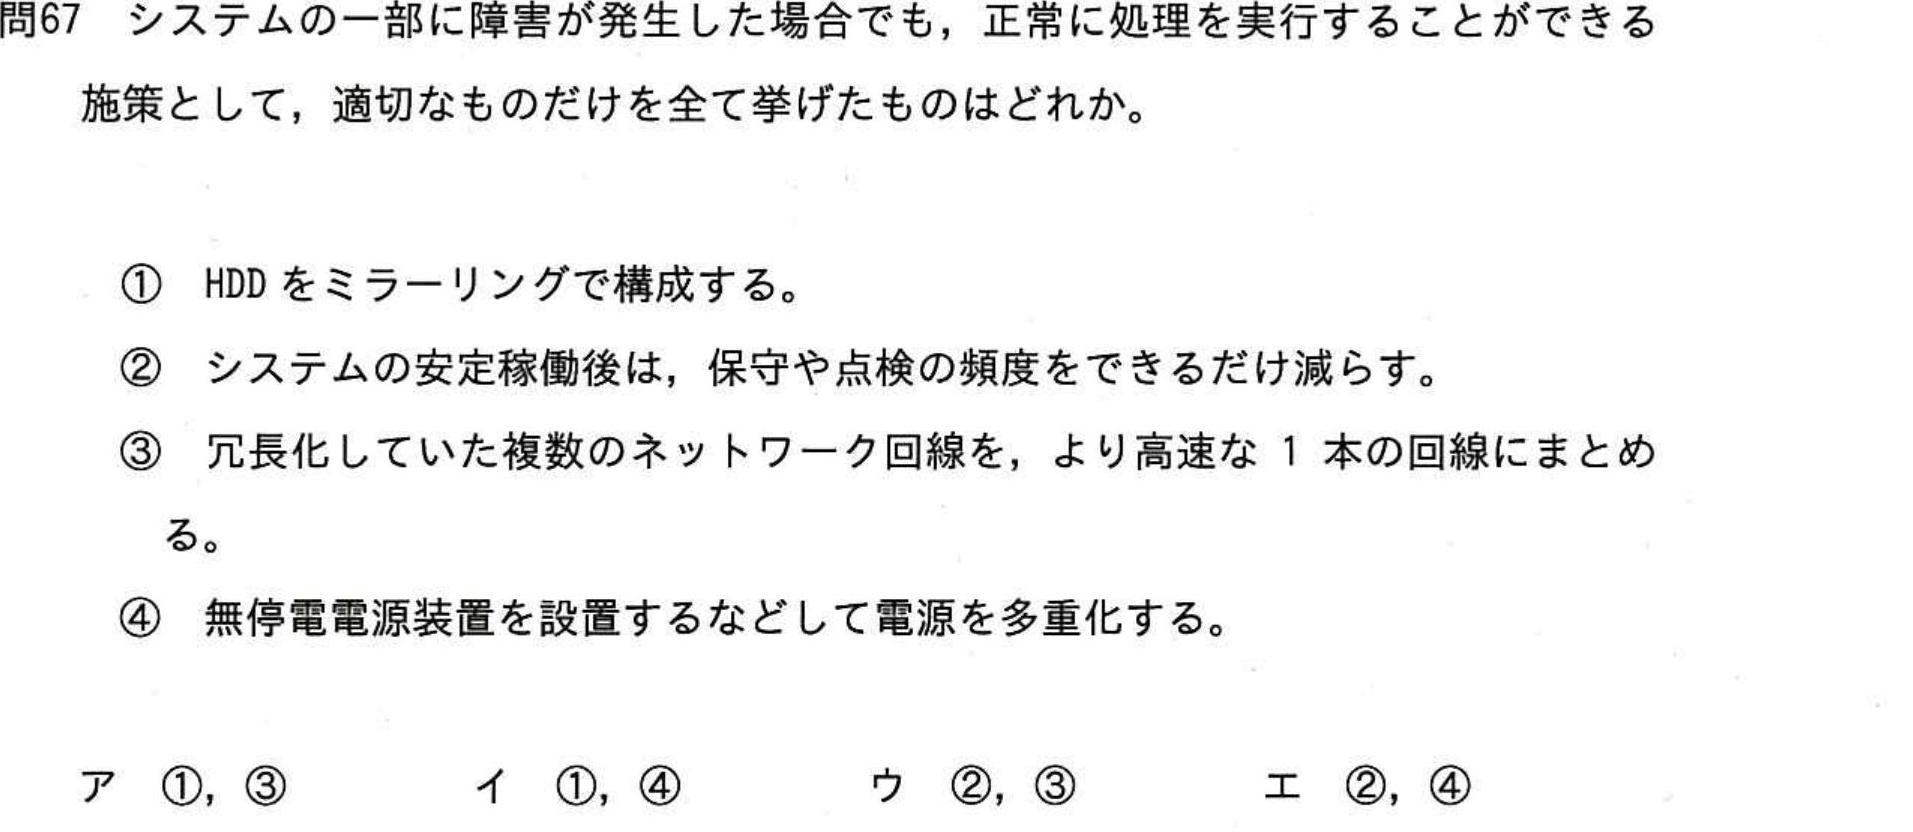 問67　システムの一部に障害が発生した場合でも，正常に処理を実行することができる
施策として，適切なものだけを全て挙げたものはどれか。
①　HDD をミラーリングで構成する。
②　システムの安定稼働後は，保守や点検の頻度をできるだけ減らす。
③　冗長化していた複数のネットワーク回線を，より高速な 1 本の回線にまとめ
る。
④　無停電電源装置を設置するなどして電源を多重化する。
ア　①，③　イ　①，④　ウ　②，③　エ　②，④